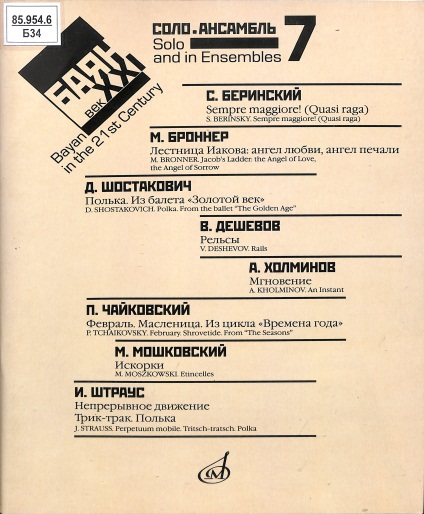 85.954.6
Б34
БАЯН
XXI
век
Bayan
in the 21st Century
СОЛО. АНСАМБЛЬ
Solo
and in Ensembles
7
С. БЕРИНСКИЙ
Sempre maggiore! (Quasi raga)
S. BERINSKY. Sempre maggiore! (Quasi raga)
М. БРОННЕР
Лестница Иакова: ангел любви, ангел печали
M. BRONNER. Jacob's Ladder: the Angel of Love,
the Angel of Sorrow
Д. ШОСТАКОВИЧ
Полька. Из балета «Золотой век»
D. SHOSTAKOVICH. Polka. From the ballet "The Golden Age"
В. ДЕШЕВОВ
Рельсы
V. DESHEVOV. Rails
А. ХОЛМИНОВ
Мгновение
A. KHOLMINOV. An Instant
П. ЧАЙКОВСКИЙ
Февраль. Масленица. Из цикла «Времена года»
P. TCHAIKOVSKY. February. Shrovetide. From "The Seasons"
М. МОШКОВСКИЙ
Искорки
M. MOSZKOWSKI. Etincelles
И. ШТРАУС
Непрерывное движение
Трик-трак. Полька
J. STRAUSS. Perpetuum mobile. Tritsch-tratsch. Polka